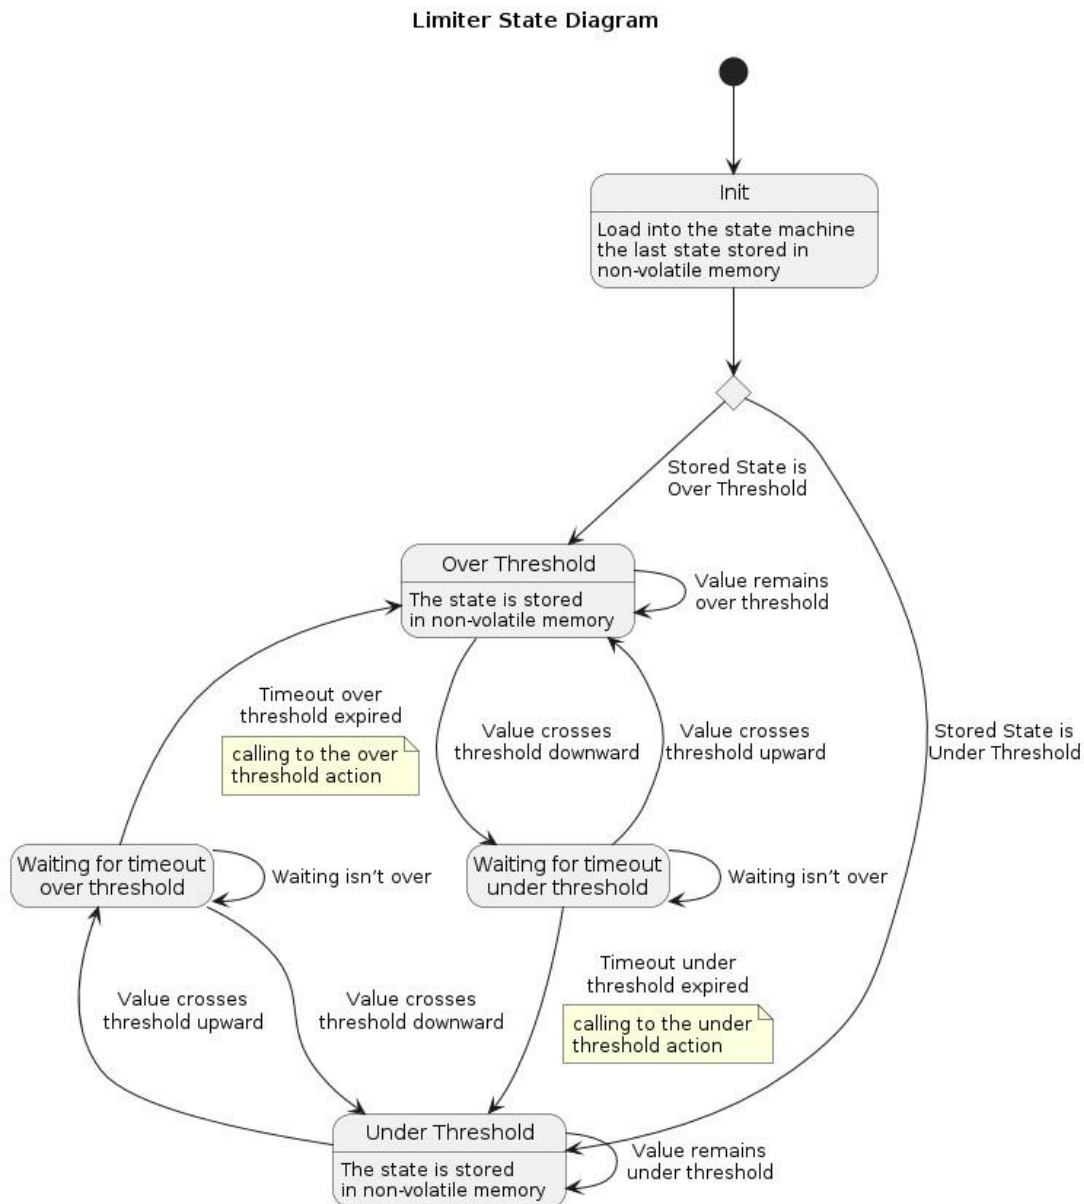 Limiter State Diagram
Init
Load into the state machine
the last state stored in
non-volatile memory
Stored State is
Over Threshold
Over Threshold
The state is stored
in non-volatile memory
Value remains
over threshold
Timeout over
threshold expired
calling to the over
threshold action
Value crosses
threshold downward
Value crosses
threshold upward
Stored State is
Under Threshold
Waiting for timeout
over threshold
Waiting isn’t over
Waiting for timeout
under threshold
Waiting isn’t over
Value crosses
threshold upward
Value crosses
threshold downward
Timeout under
threshold expired
calling to the under
threshold action
Under Threshold
The state is stored
in non-volatile memory
Value remains
under threshold